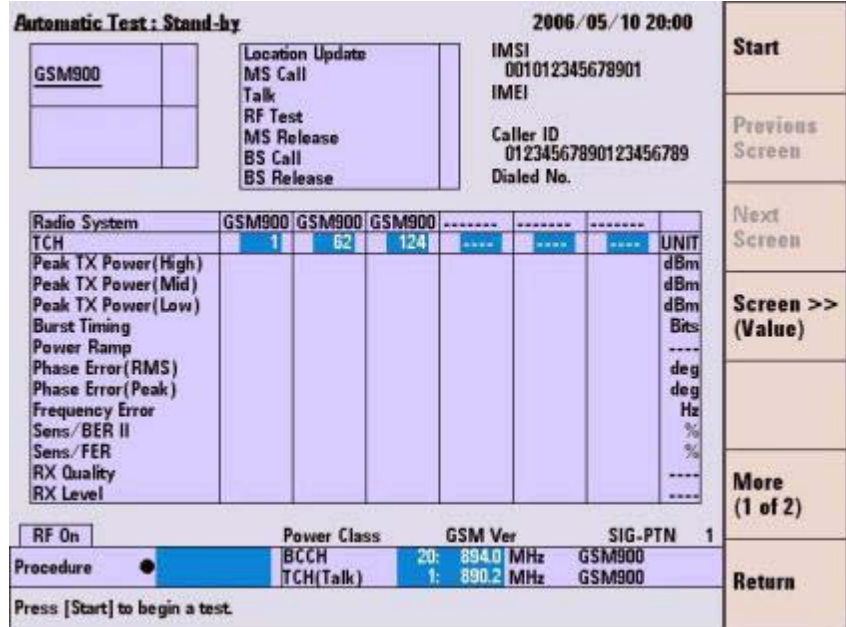 Automatic Test : Stand-by 2006/05/10 20:00
GSM900
Location Update
MS Call
Talk
RF Test
MS Release
BS Call
BS Release
IMSI
001012345678901
IMEI
Caller ID
01234567890123456789
Dialed No.
Radio System GSM900 GSM900 GSM900 ------- ------- -------
TCH 1 62 124 ---- ---- ---- UNIT
Peak TX Power(High) dBm
Peak TX Power(Mid) dBm
Peak TX Power(Low) dBm
Burst Timing Bits
Power Ramp ----
Phase Error(RMS) deg
Phase Error(Peak) deg
Frequency Error Hz
Sens/BER II %
Sens/FER %
RX Quality ----
RX Level ----
RF On Power Class GSM Ver SIG-PTN 1
Procedure BCCH 20: 894.0 MHz GSM900
TCH(Talk) 1: 890.2 MHz GSM900
Press [Start] to begin a test.
Start
Previous
Screen
Next
Screen
Screen >>
(Value)
More
(1 of 2)
Return